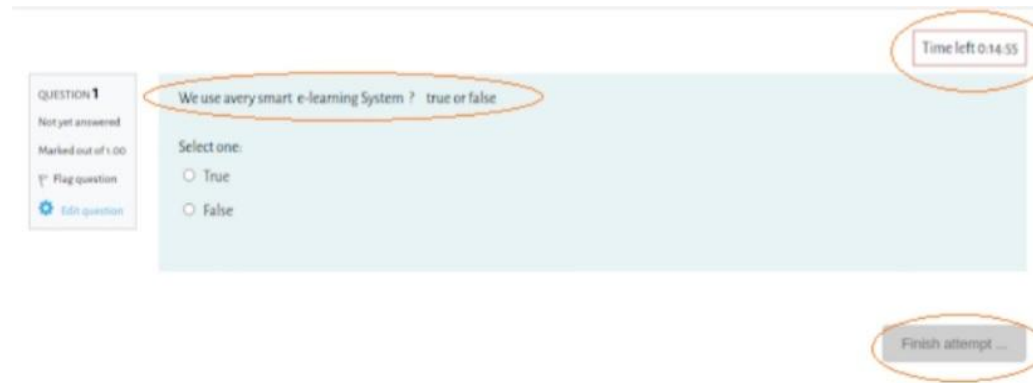 Time left 0:14:55
QUESTION 1
Not yet answered
Marked out of 1.00
Flag question
Edit question
We use avery smart e-learning System ? true or false
Select one:
True
False
Finish attempt ...